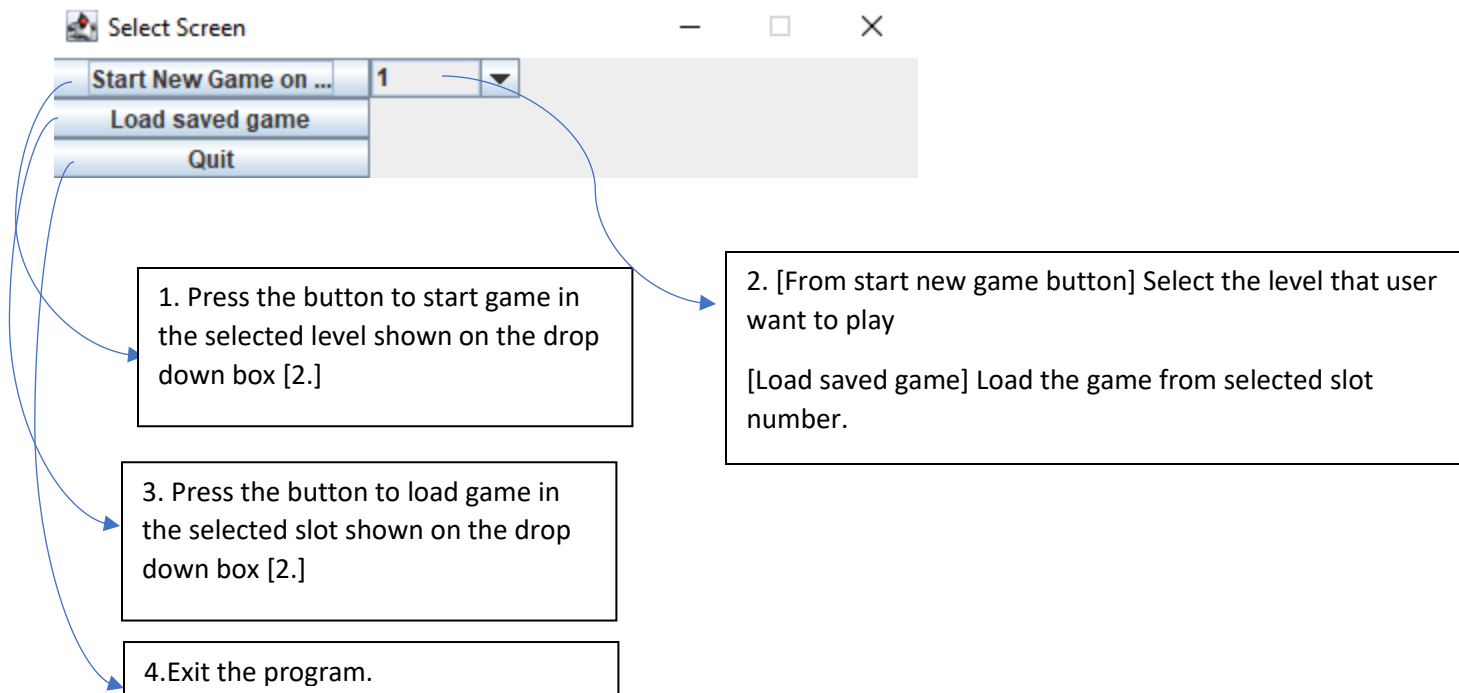 Select Screen
Start New Game on ...
1
Load saved game
Quit
1. Press the button to start game in
the selected level shown on the drop
down box [2.]
2. [From start new game button] Select the level that user
want to play
[Load saved game] Load the game from selected slot
number.
3. Press the button to load game in
the selected slot shown on the drop
down box [2.]
4.Exit the program.